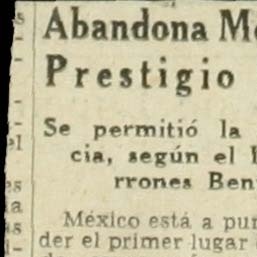 Abandona M
Prestigio
Se permitió la
cia, según el
rrones Ben
México está a pun
der el primer lugar